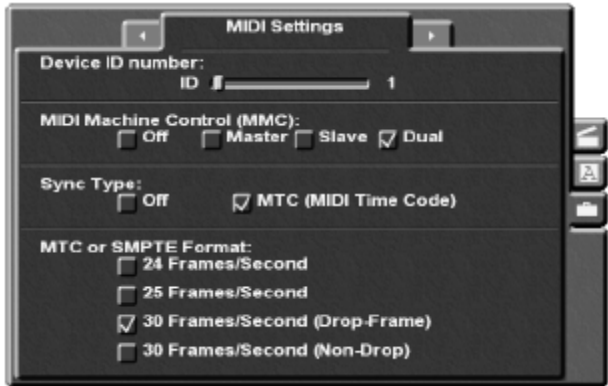 MIDI Settings
Device ID number:
ID 1
MIDI Machine Control (MMC):
Off Master Slave Dual
Sync Type:
Off MTC (MIDI Time Code)
MTC or SMPTE Format:
24 Frames/Second
25 Frames/Second
30 Frames/Second (Drop-Frame)
30 Frames/Second (Non-Drop)
A